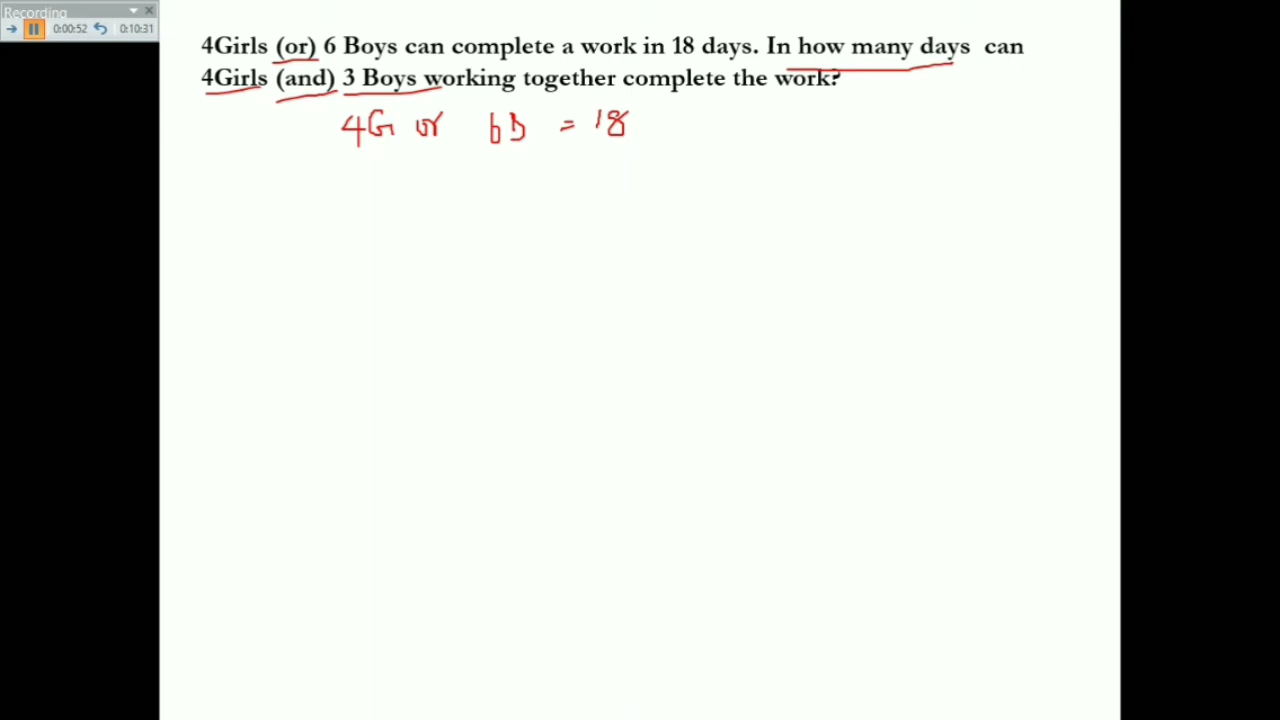 Recording
0:00:52 0:10:31
4Girls (or) 6 Boys can complete a work in 18 days. In how many days can
4Girls (and) 3 Boys working together complete the work?
4G or 6B = 18